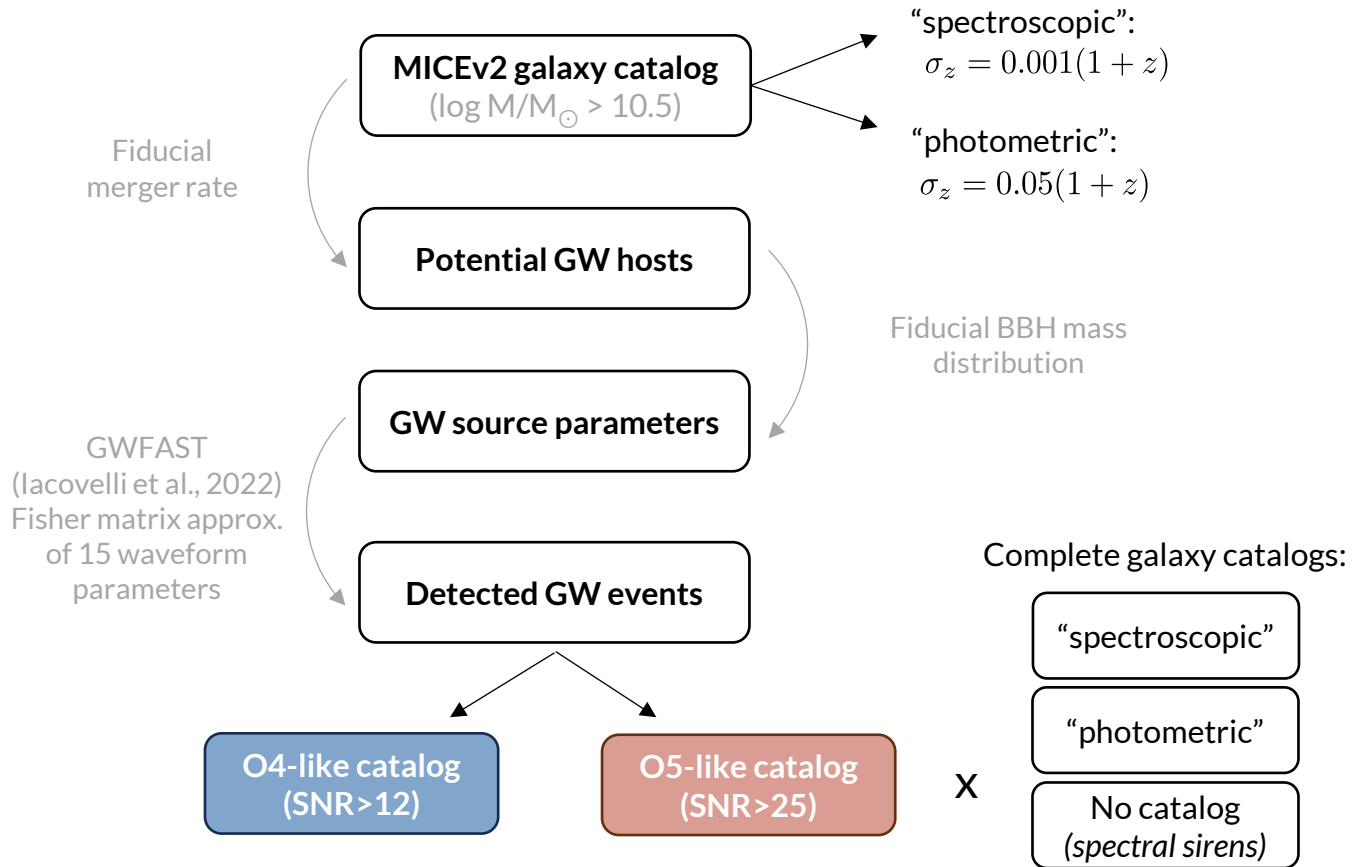 “spectroscopic”:
σ_z = 0.001(1 + z)
MICEv2 galaxy catalog
(log M/M☉ > 10.5)
“photometric”:
σ_z = 0.05(1 + z)
Fiducial
merger rate
Potential GW hosts
Fiducial BBH mass
distribution
GW source parameters
GWFAST
(Iacovelli et al., 2022)
Fisher matrix approx.
of 15 waveform
parameters
Detected GW events
Complete galaxy catalogs:
“spectroscopic”
“photometric”
No catalog
(spectral sirens)
O4-like catalog
(SNR>12)
O5-like catalog
(SNR>25)
x